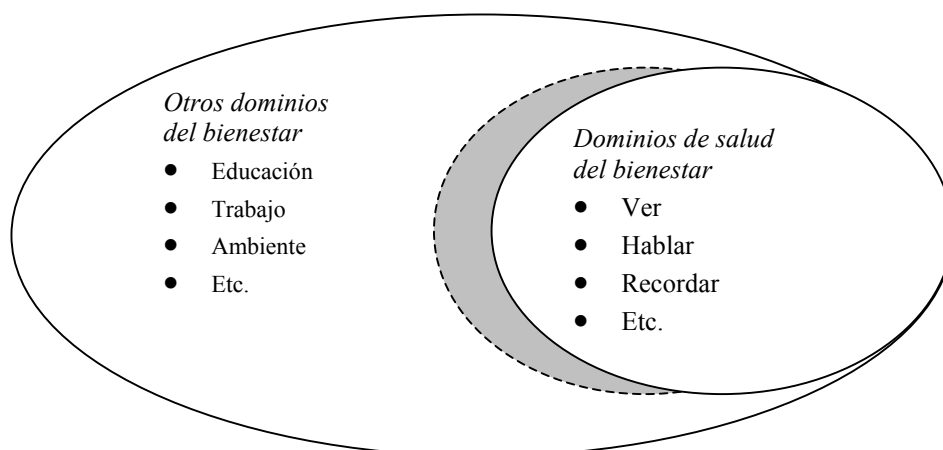 Otros dominios
del bienestar
● Educación
● Trabajo
● Ambiente
● Etc.
Dominios de salud
del bienestar
● Ver
● Hablar
● Recordar
● Etc.